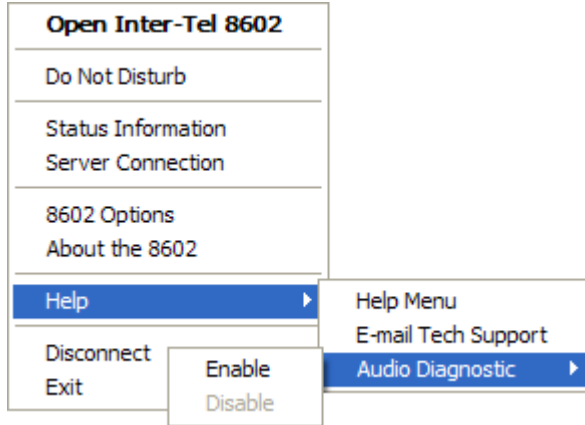 Open Inter-Tel 8602
Do Not Disturb
Status Information
Server Connection
8602 Options
About the 8602
Help
Disconnect
Exit
Help Menu
E-mail Tech Support
Audio Diagnostic
Enable
Disable